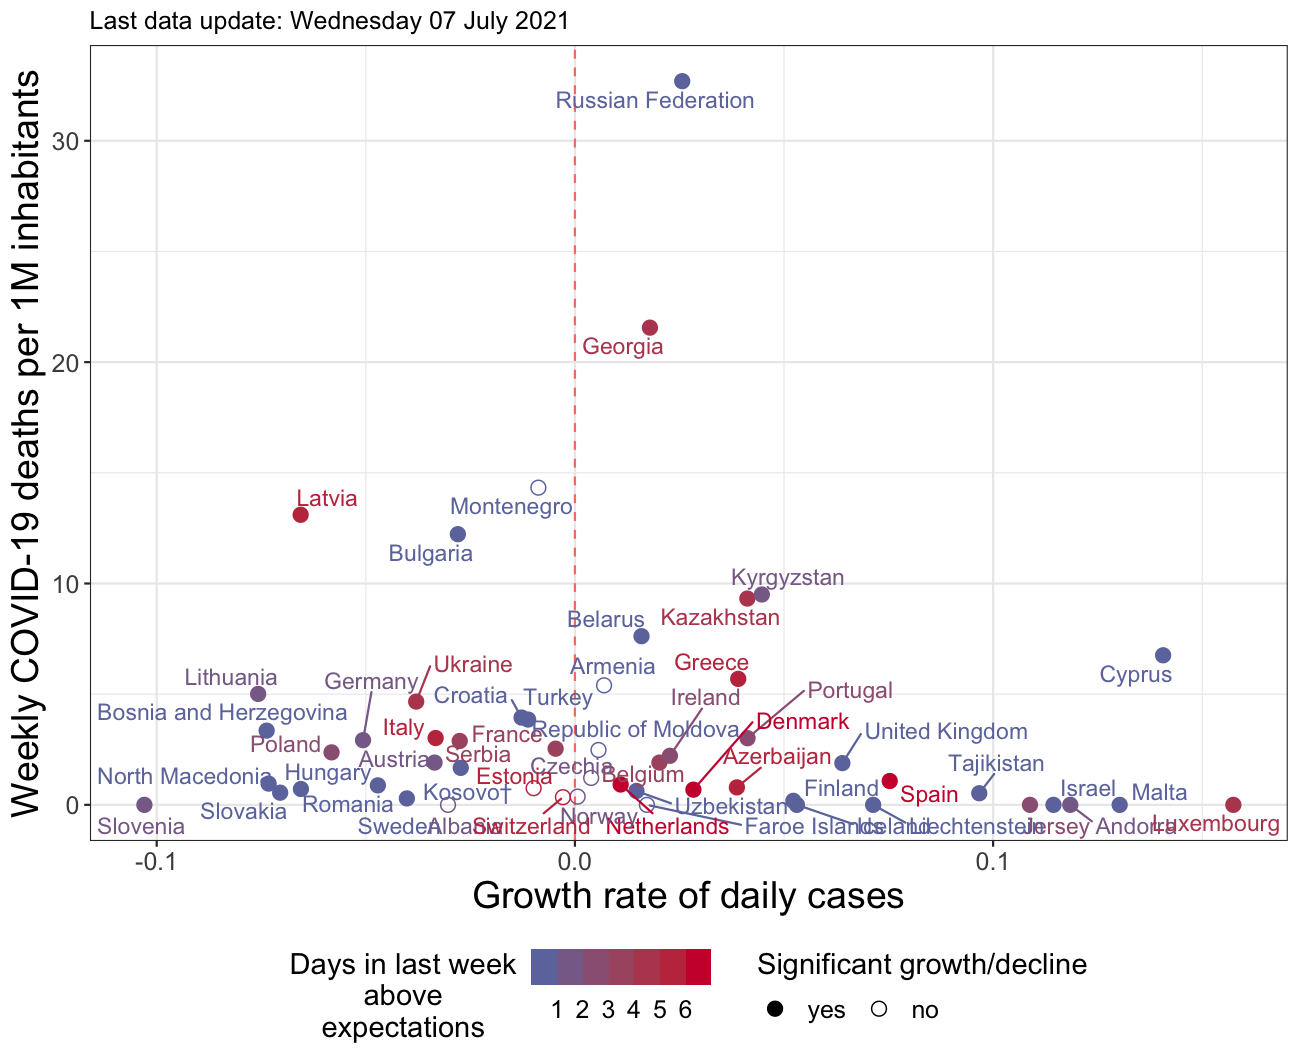 Last data update: Wednesday 07 July 2021
Weekly COVID-19 deaths per 1M inhabitants
30
20
10
0
Russian Federation
Georgia
Latvia
Montenegro
Bulgaria
Kyrgyzstan
Kazakhstan
Belarus
Armenia
Greece
Cyprus
Ukraine
Lithuania
Germany
Croatia
Turkey
Ireland
Portugal
Bosnia and Herzegovina
Italy
France
Republic of Moldova
Denmark
United Kingdom
Poland
Austria
Serbia
Czechia
Azerbaijan
Tajikistan
North Macedonia
Hungary
Estonia
Belgium
Finland
Israel
Malta
Slovakia
Romania
Kosovo†
Uzbekistan
Spain
Norway
Slovenia
Sweden
Albania
Switzerland
Netherlands
Faroe Islands
Iceland
Liechtenstein
Jersey
Andorra
Luxembourg
-0.1
0.0
0.1
Growth rate of daily cases
Days in last week
above
expectations
1 2 3 4 5 6
Significant growth/decline
yes
no